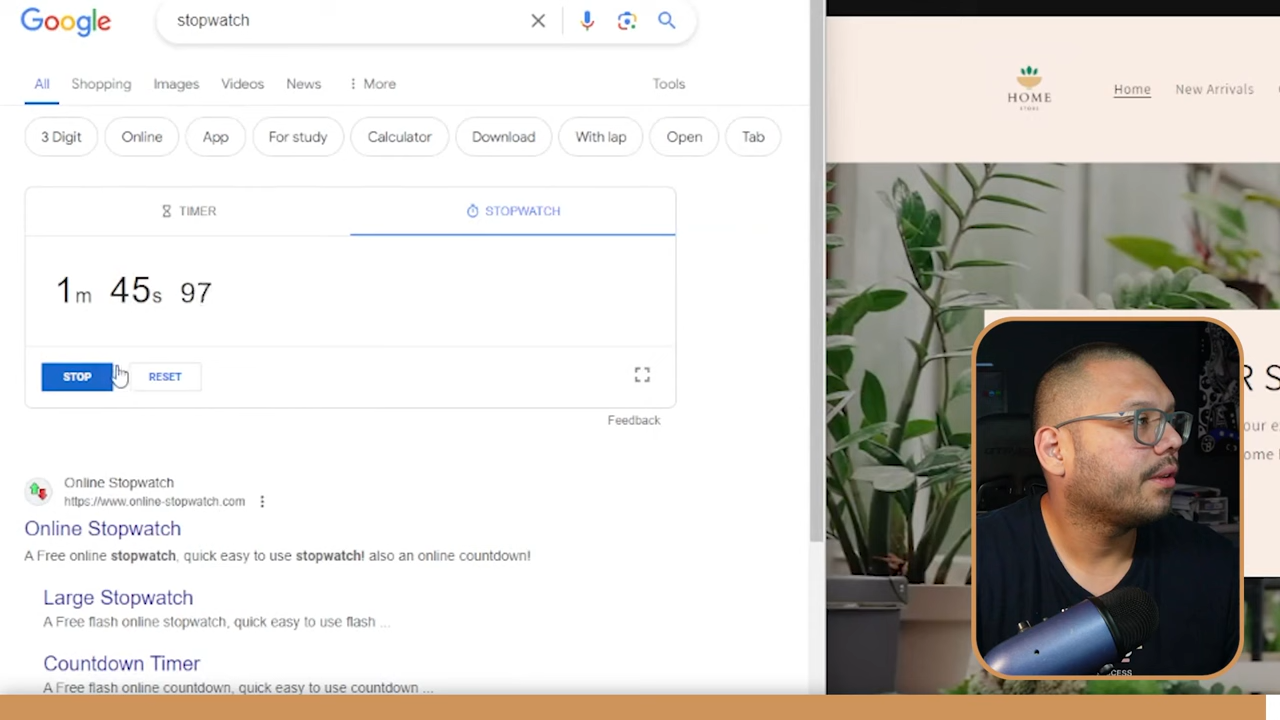 Google
stopwatch
All
Shopping
Images
Videos
News
More
Tools
3 Digit
Online
App
For study
Calculator
Download
With lap
Open
Tab
TIMER
STOPWATCH
1m 45s 97
STOP
RESET
Feedback
Online Stopwatch
https://www.online-stopwatch.com
Online Stopwatch
A Free online stopwatch, quick easy to use stopwatch! also an online countdown!
Large Stopwatch
A Free flash online stopwatch, quick easy to use flash ...
Countdown Timer
A Free flash online countdown, quick easy to use countdown ...
HOME
Home
New Arrivals
R S
our e
ome